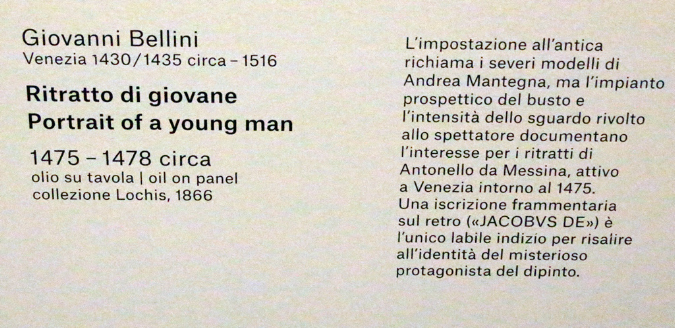 Giovanni Bellini
Venezia 1430/1435 circa – 1516
Ritratto di giovane
Portrait of a young man
1475 – 1478 circa
olio su tavola | oil on panel
collezione Lochis, 1866
L'impostazione all'antica
richiama i severi modelli di
Andrea Mantegna, ma l'impianto
prospettico del busto e
l'intensità dello sguardo rivolto
allo spettatore documentano
l'interesse per i ritratti di
Antonello da Messina, attivo
a Venezia intorno al 1475.
Una iscrizione frammentaria
sul retro («JACOBVS DE») è
l'unico labile indizio per risalire
all'identità del misterioso
protagonista del dipinto.